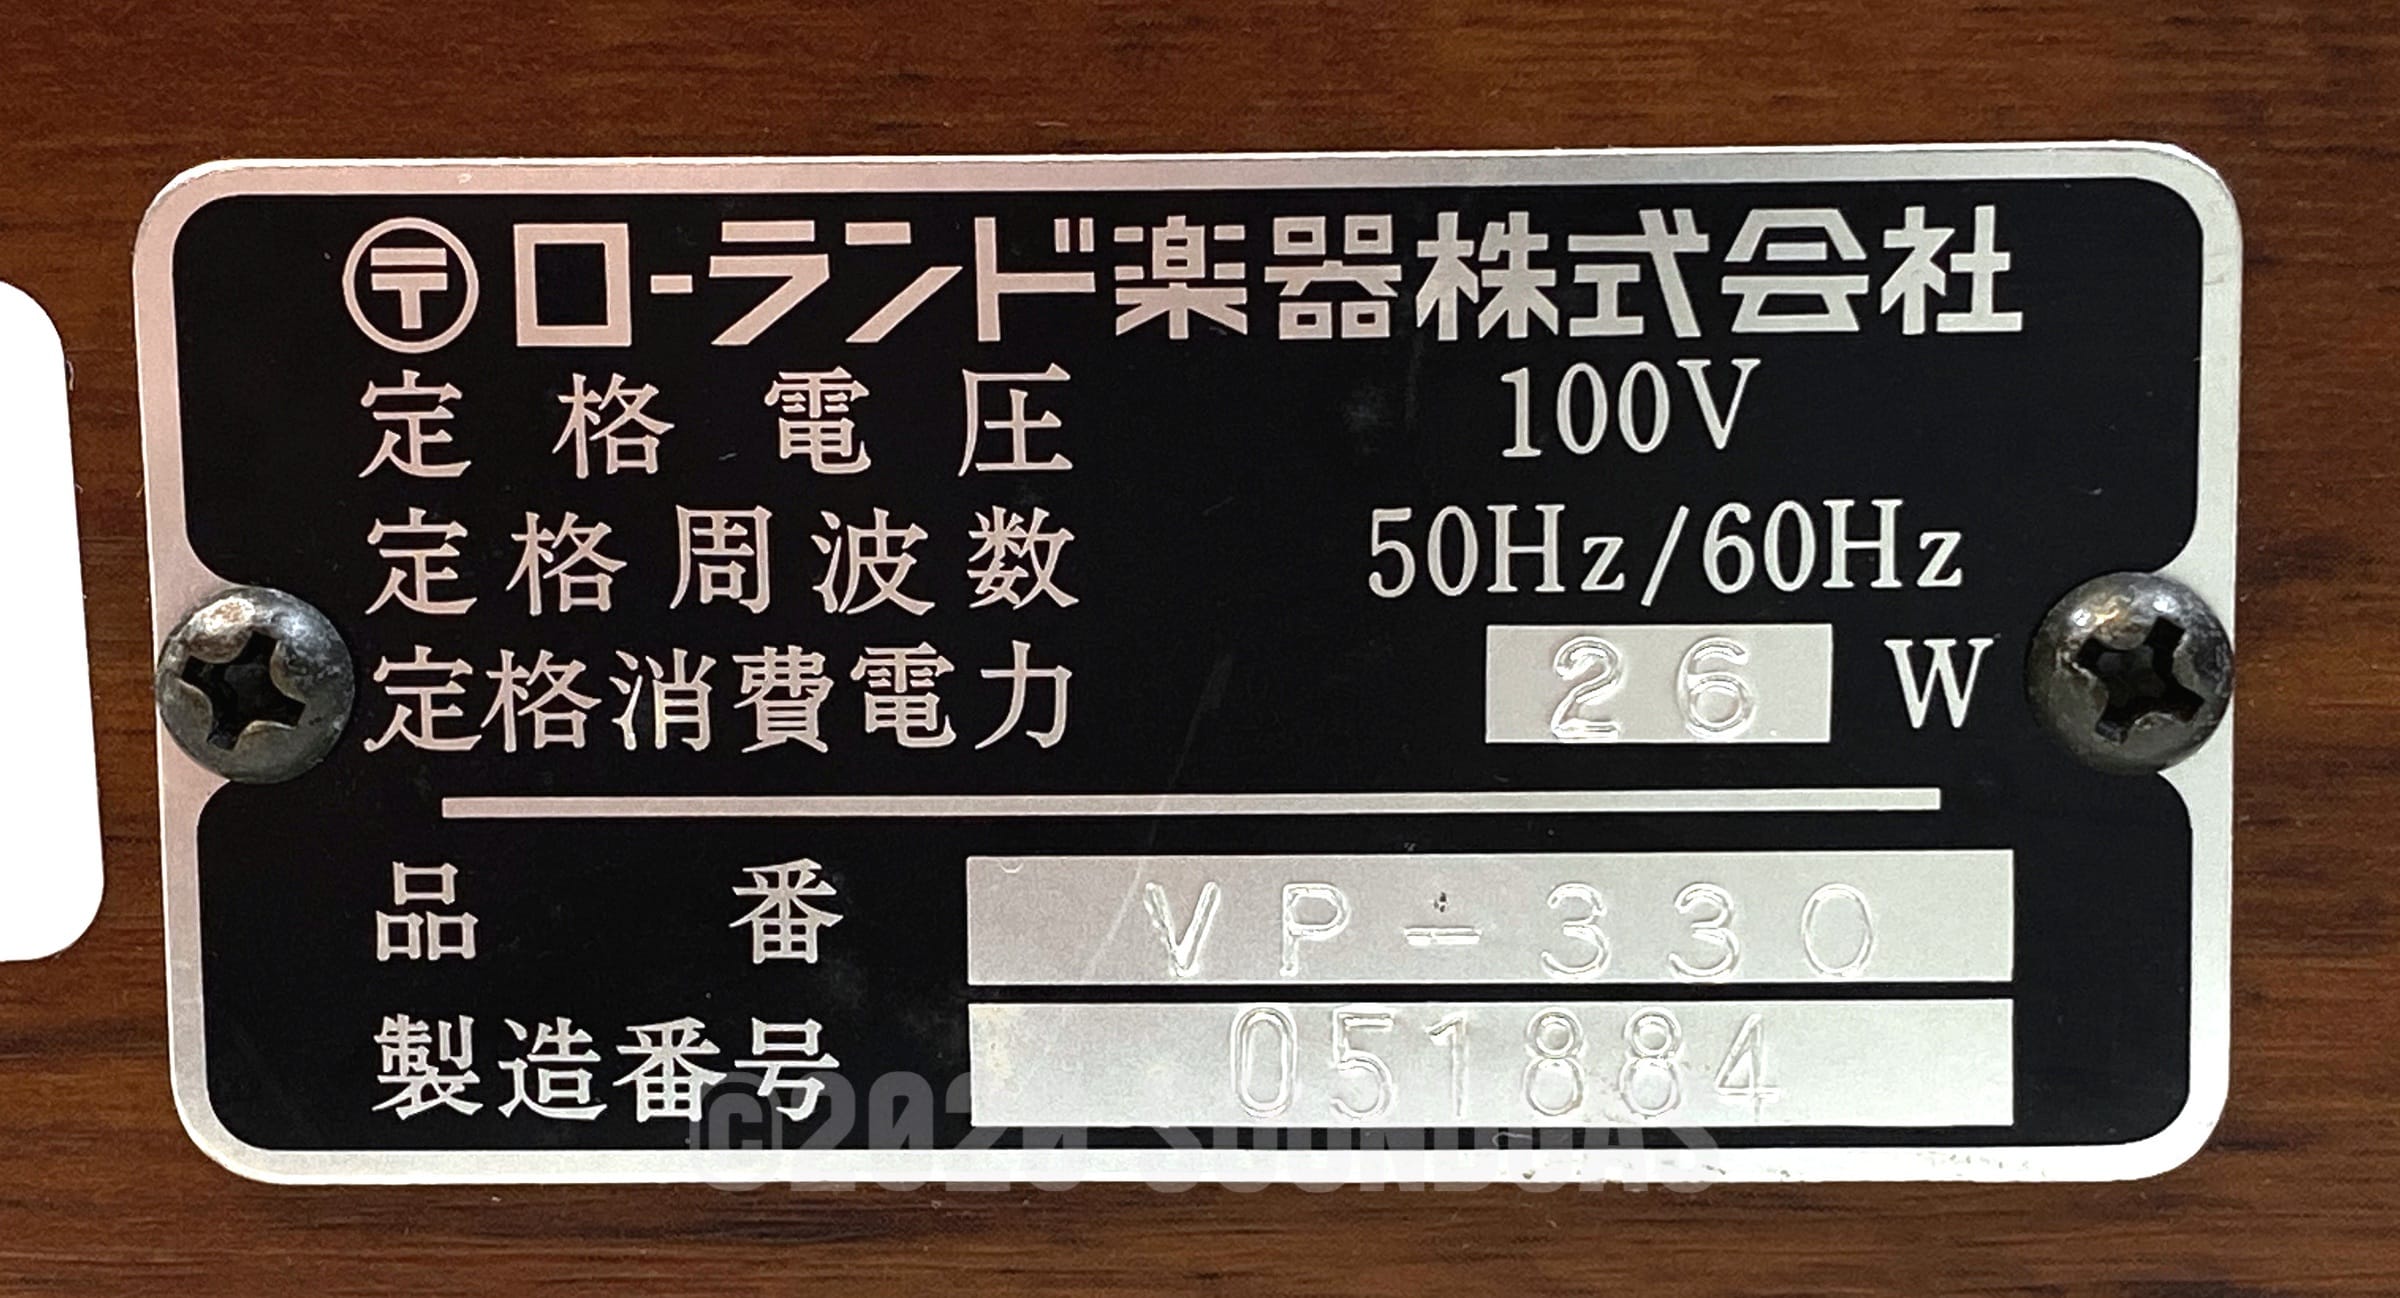 〒ローランド楽器株式会社
定格電圧 100V
定格周波数 50Hz/60Hz
定格消費電力 26 W
品番 VP-330
製造番号 051884
©2020 SOUNDGAS